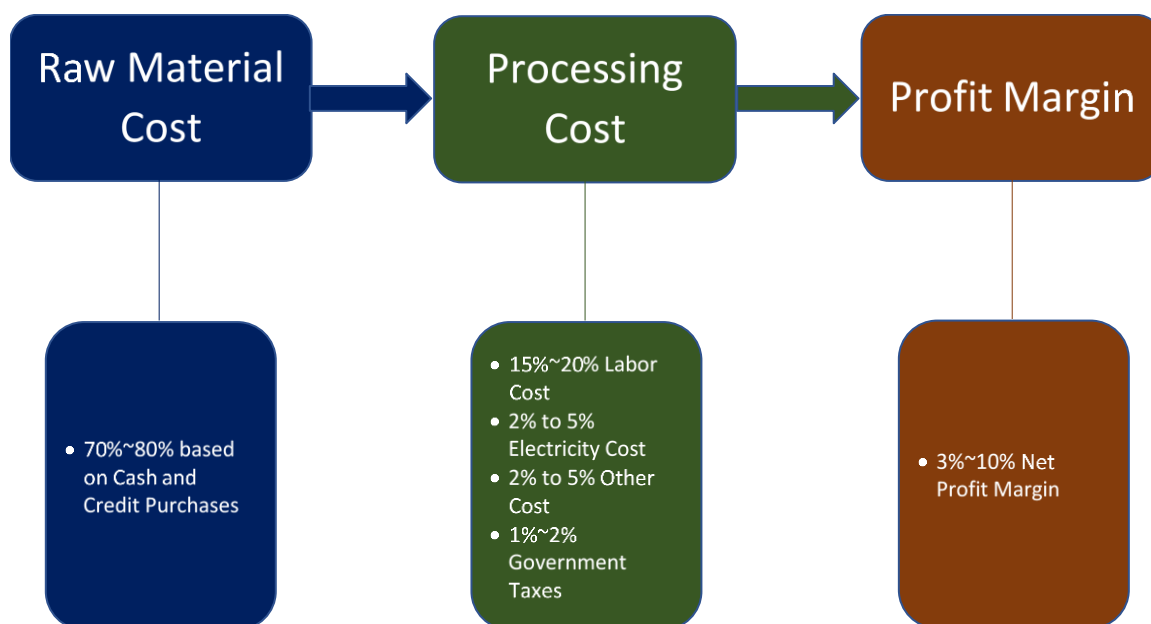 Raw Material
Cost
Processing
Cost
Profit Margin
• 70%~80% based
on Cash and
Credit Purchases
• 15%~20% Labor
Cost
• 2% to 5%
Electricity Cost
• 2% to 5% Other
Cost
• 1%~2%
Government
Taxes
• 3%~10% Net
Profit Margin